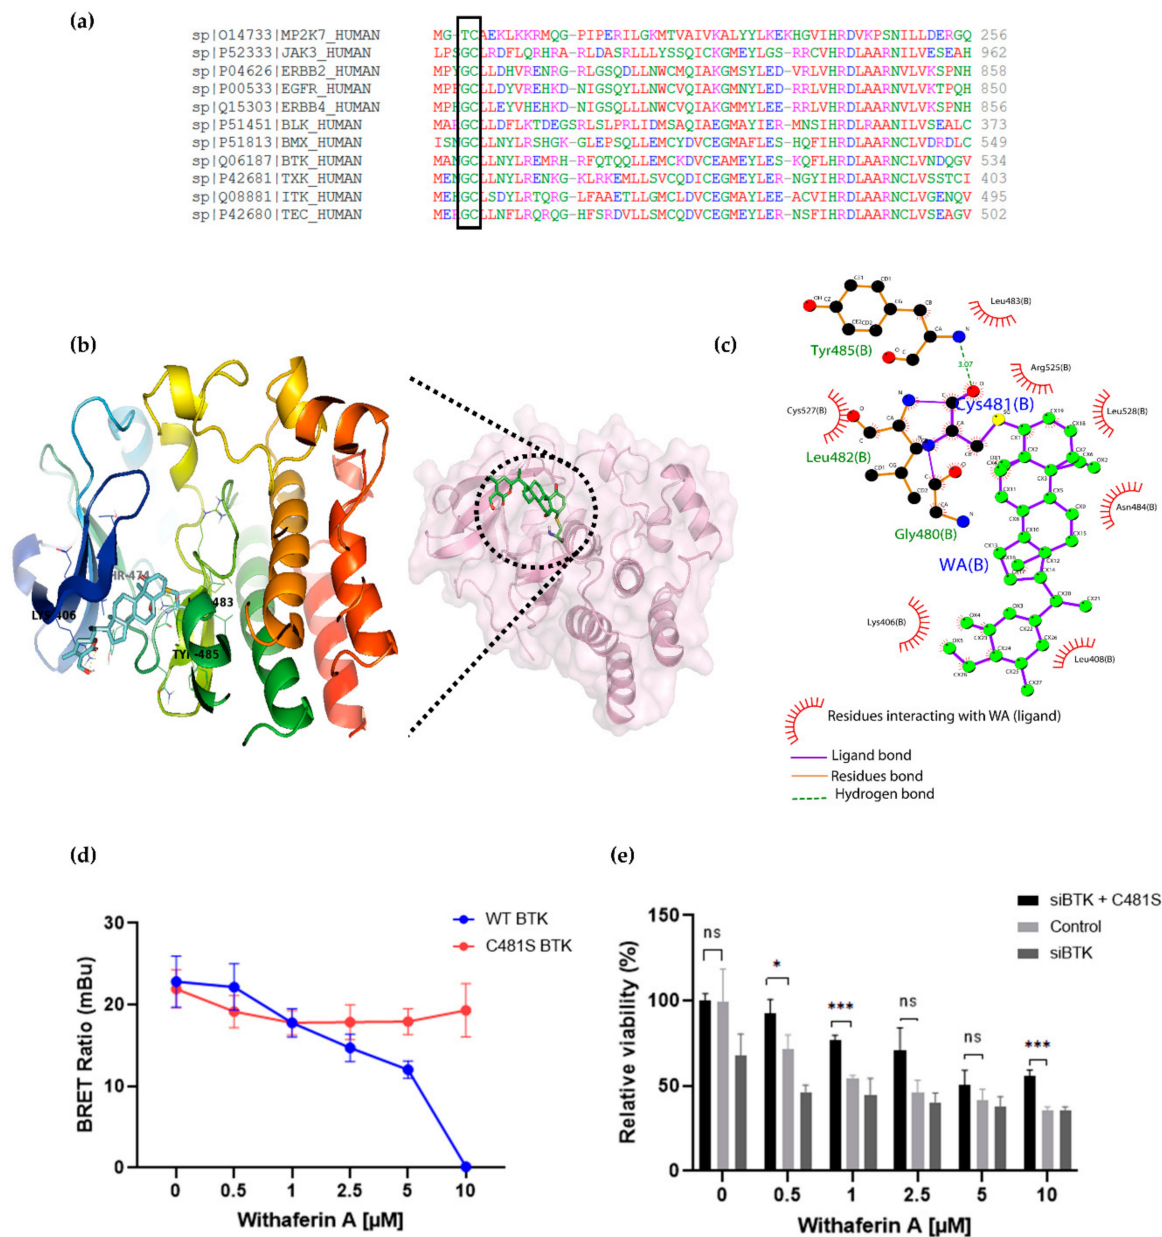 (a)
sp|O14733|MP2K7_HUMAN MG-TCAEKLKKRMQG-PIPERILGKMTVAIVKALYYLKEKHGVIHRDVKPSNILLDERGQ 256
sp|P52333|JAK3_HUMAN LPSGCLRDFLQRHRA-RLDASRLLLYSSQICKGMEYLGS-RRCVHRDLAARNILVESEAH 962
sp|P04626|ERBB2_HUMAN MPYGCLLDHVRENRG-RLGSQDLLNWCMQIAKGMSYLED-VRLVHRDLAARNVLVKSPNH 858
sp|P00533|EGFR_HUMAN MPFGCLLDYVREHKD-NIGSQYLLNWCVQIAKGMNYLED-RRLVHRDLAARNVLVKTPQH 850
sp|Q15303|ERBB4_HUMAN MPHGCLLEYVHEHKD-NIGSQLLLNWCVQIAKGMMYLEE-RRLVHRDLAARNVLVKSPNH 856
sp|P51451|BLK_HUMAN MARGCLLDFLKTDEGSRLSLPRLIDMSAQIAEGMAYIER-MNSIHRDLRAANILVSEALC 373
sp|P51813|BMX_HUMAN ISNGCLLNYLRSHGK-GLEPSQLLEMCYDVCEGMAFLES-HQFIHRDLAARNCLVDRDLC 549
sp|Q06187|BTK_HUMAN MANGCLLNYLREMRH-RFQTQQLLEMCKDVCEAMEYLES-KQFLHRDLAARNCLVNDQGV 534
sp|P42681|TXK_HUMAN MENGCLLNYLRENKG-KLRKEMLLSVCQDICEGMEYLER-NGYIHRDLAARNCLVSSTCI 403
sp|Q08881|ITK_HUMAN MEHGCLSDYLRTQRG-LFAAETLLGMCLDVCEGMAYLEE-ACVIHRDLAARNCLVGENQV 495
sp|P42680|TEC_HUMAN MERGCLLNFLRQRQG-HFSRDVLLSMCQDVCEGMEYLER-NSFIHRDLAARNCLVSEAGV 502
(b)
HR-474
406
483
-485
(c)
Leu483(B)
Tyr485(B)
3.07
Arg525(B)
Cys527(B)
Cys481(B)
Leu528(B)
Leu482(B)
Asn484(B)
Gly480(B)
WA(B)
Lys406(B)
Leu408(B)
Residues interacting with WA (ligand)
Ligand bond
Residues bond
Hydrogen bond
(d)
WT BTK
C481S BTK
BRET Ratio (mBu)
30
20
10
0
0 0.5 1 2.5 5 10
Withaferin A [µM]
(e)
siBTK + C481S
Control
siBTK
Relative viability (%)
150
100
50
0
ns
*
***
ns
ns
***
0 0.5 1 2.5 5 10
Withaferin A [µM]